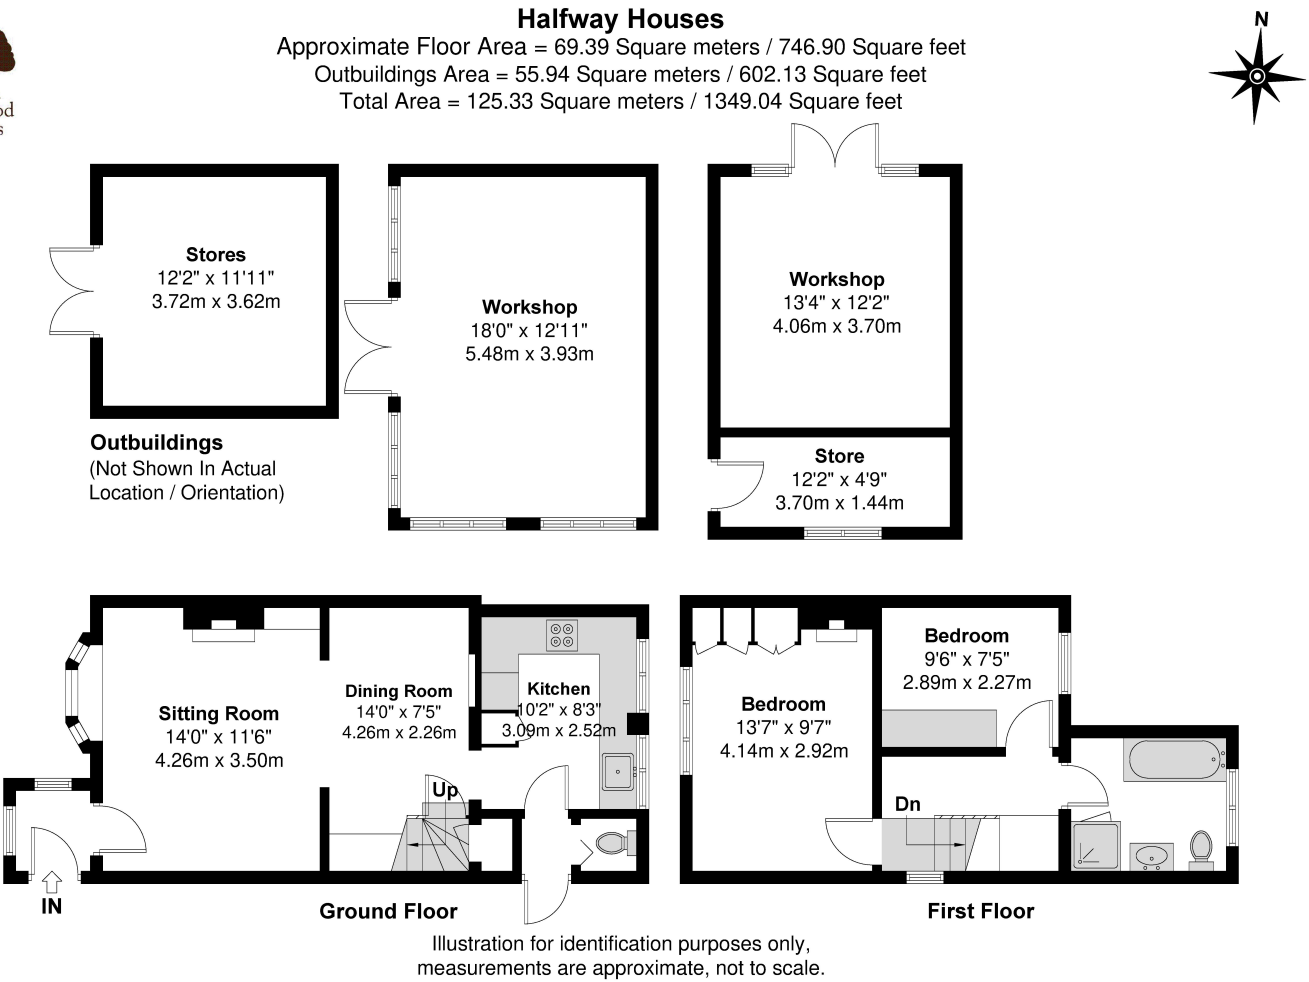 Halfway Houses
Approximate Floor Area = 69.39 Square meters / 746.90 Square feet
Outbuildings Area = 55.94 Square meters / 602.13 Square feet
Total Area = 125.33 Square meters / 1349.04 Square feet
N
Stores
12'2" x 11'11"
3.72m x 3.62m
Workshop
18'0" x 12'11"
5.48m x 3.93m
Workshop
13'4" x 12'2"
4.06m x 3.70m
Store
12'2" x 4'9"
3.70m x 1.44m
Outbuildings
(Not Shown In Actual
Location / Orientation)
Sitting Room
14'0" x 11'6"
4.26m x 3.50m
Dining Room
14'0" x 7'5"
4.26m x 2.26m
Kitchen
10'2" x 8'3"
3.09m x 2.52m
Up
IN
Ground Floor
Bedroom
13'7" x 9'7"
4.14m x 2.92m
Bedroom
9'6" x 7'5"
2.89m x 2.27m
Dn
First Floor
Illustration for identification purposes only,
measurements are approximate, not to scale.